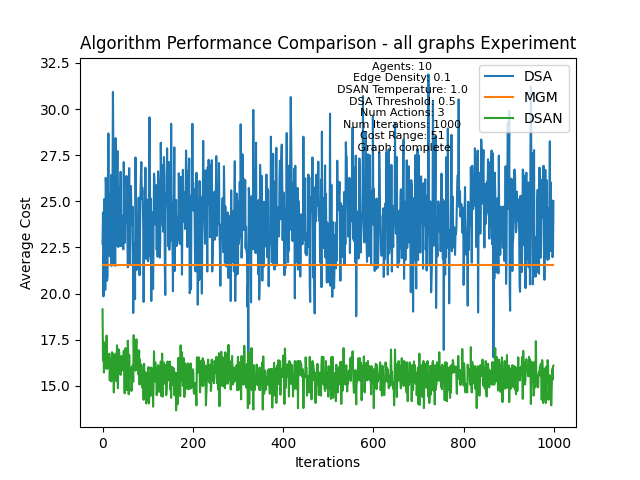 Algorithm Performance Comparison - all graphs Experiment
Agents: 10
Edge Density: 0.1
DSAN Temperature: 1.0
DSA Threshold: 0.5
Num Actions: 3
Num Iterations: 1000
Cost Range: 51
Graph: complete
DSA
MGM
DSAN
Average Cost
32.5
30.0
27.5
25.0
22.5
20.0
17.5
15.0
0
200
400
600
800
1000
Iterations